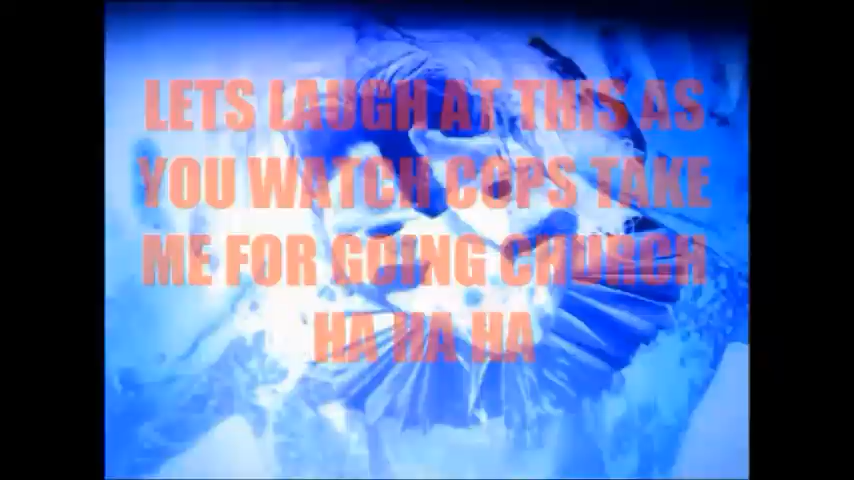 LETS LAUGH AT THIS AS
YOU WATCH COPS TAKE
ME FOR GOING CHURCH
HA HA HA